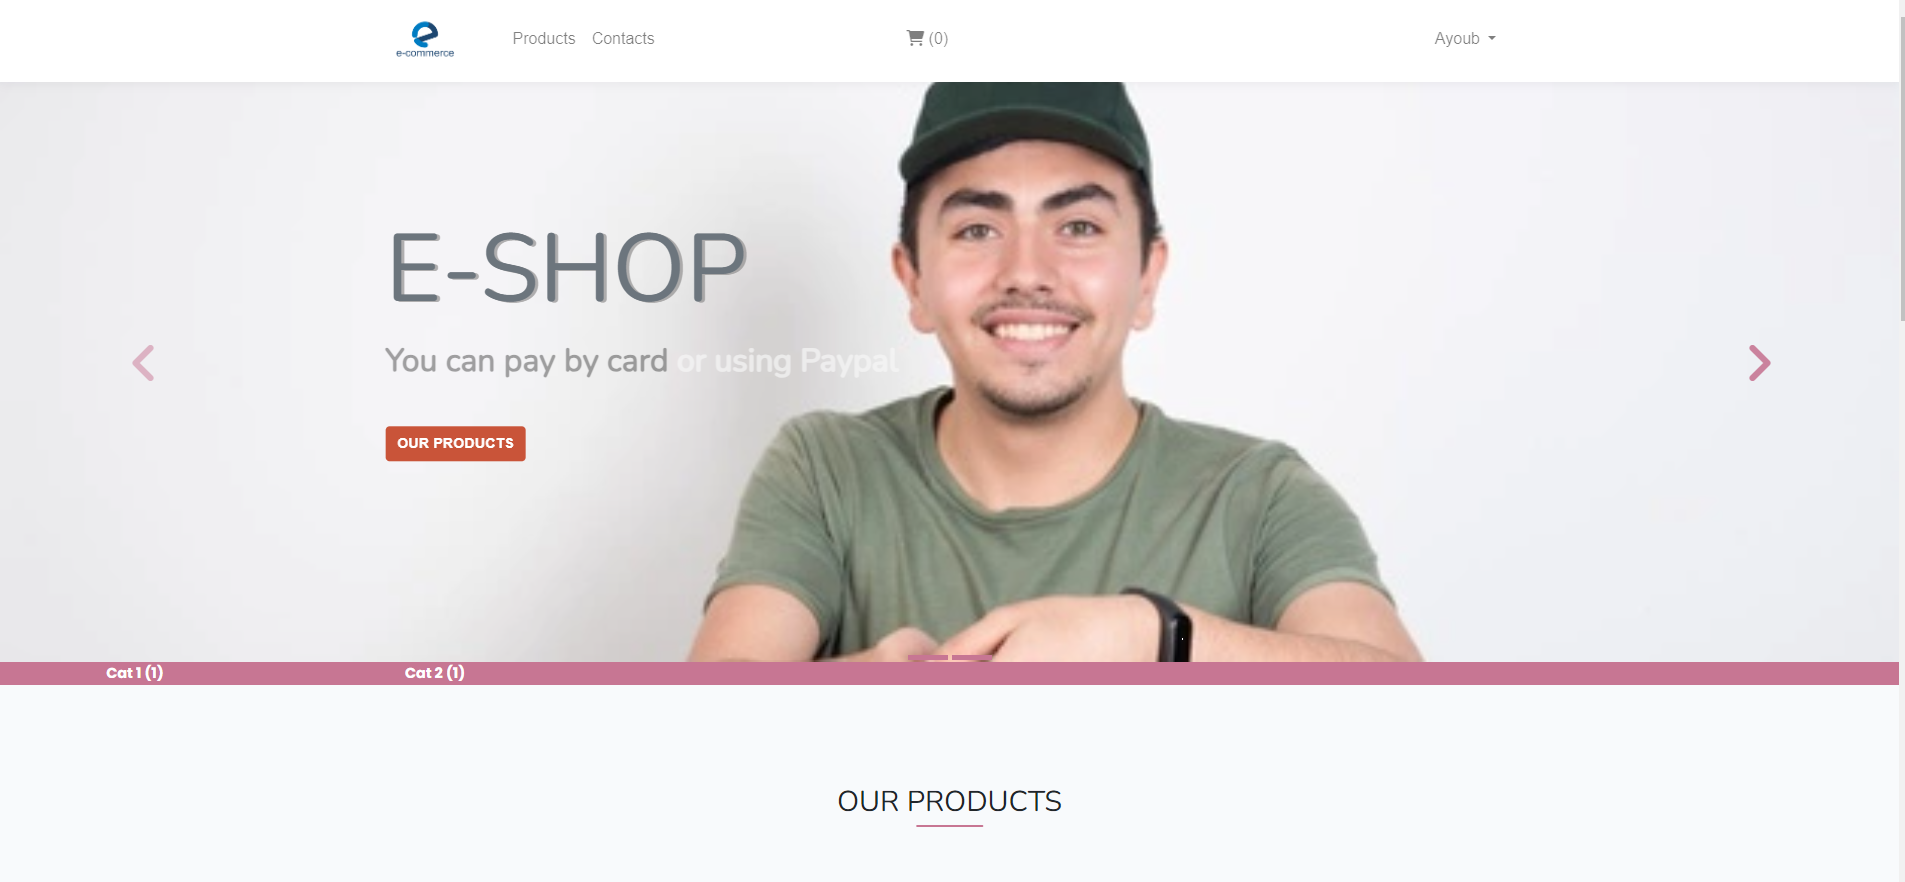 e-commerce
Products Contacts (0) Ayoub
E-SHOP
You can pay by card or using Paypal
OUR PRODUCTS
Cat 1 (1) Cat 2 (1)
OUR PRODUCTS